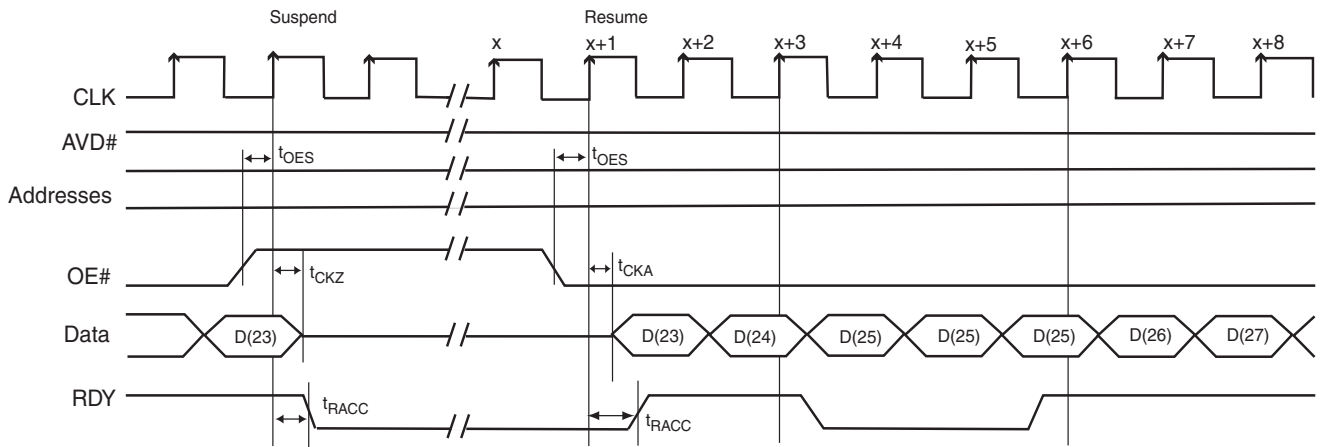 Suspend Resume
x x+1 x+2 x+3 x+4 x+5 x+6 x+7 x+8
CLK
AVD#
tOES tOES
Addresses
OE#
tCKZ tCKA
Data D(23) D(23) D(24) D(25) D(25) D(25) D(26) D(27)
RDY
tRACC tRACC